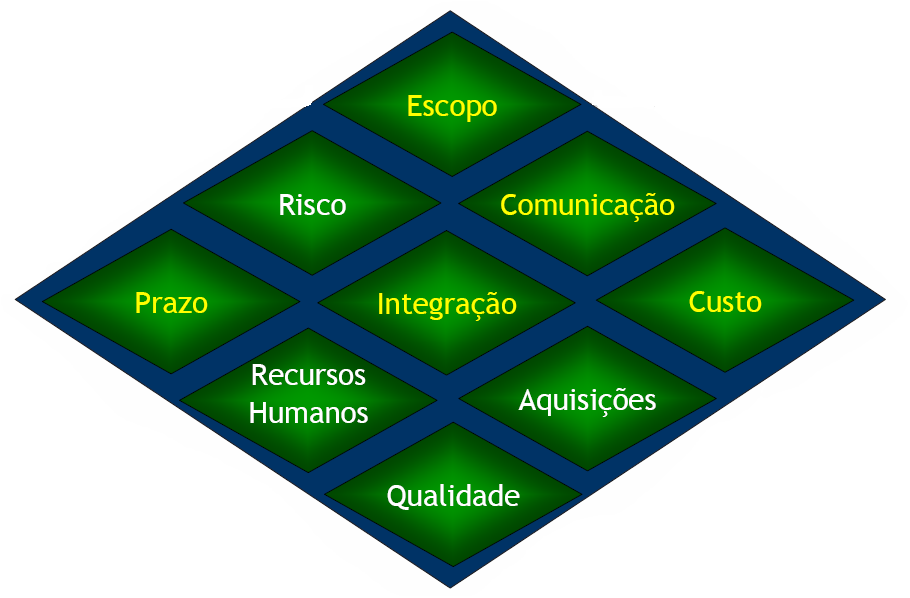 Escopo
Risco
Comunicação
Prazo
Integração
Custo
Recursos
Humanos
Aquisições
Qualidade